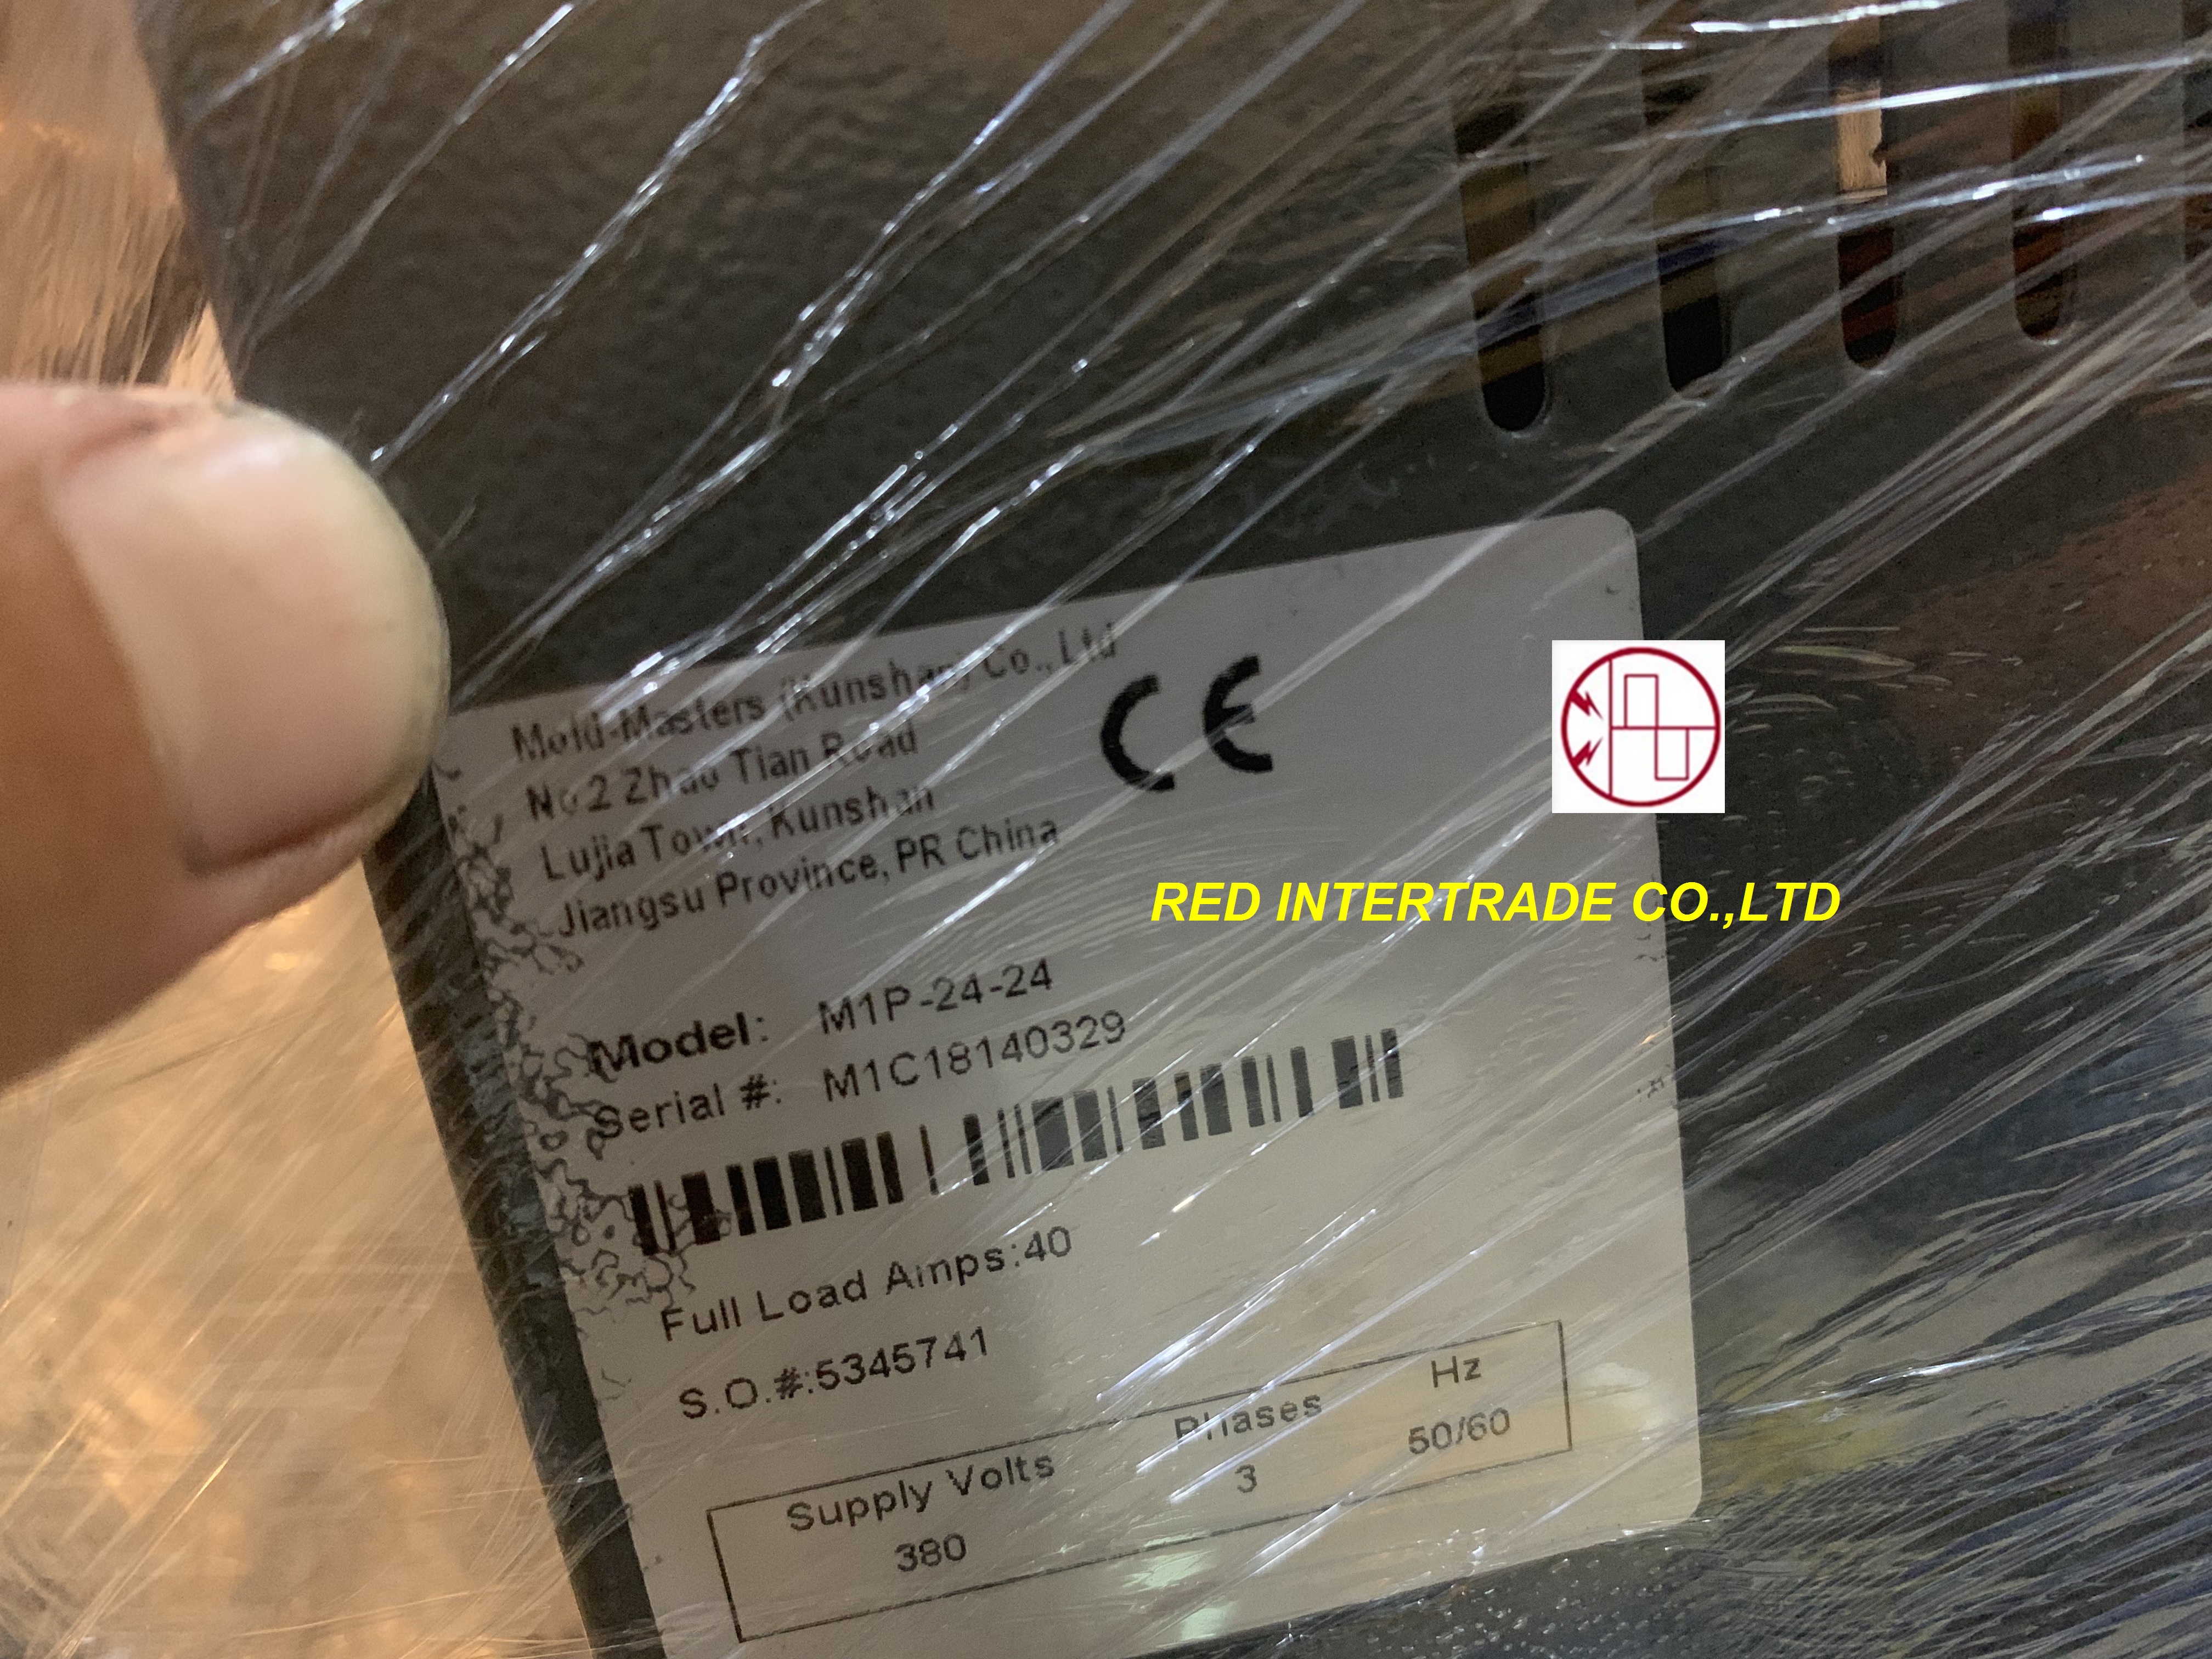 Mold-Masters (Kunshan) Co., Ltd
No.2 Zhao Tian Road
Lujia Town, Kunshan
Jiangsu Province, PR China
CE
RED INTERTRADE CO.,LTD
Model: M1P-24-24
Serial #: M1C18140329
Full Load Amps:40
S.O.#:5345741
Supply Volts Phases Hz
380 3 50/60